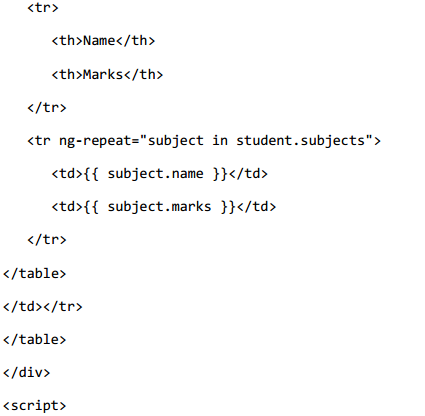 <tr>
<th>Name</th>
<th>Marks</th>
</tr>
<tr ng-repeat="subject in student.subjects">
<td>{{ subject.name }}</td>
<td>{{ subject.marks }}</td>
</tr>
</table>
</td></tr>
</table>
</div>
<script>